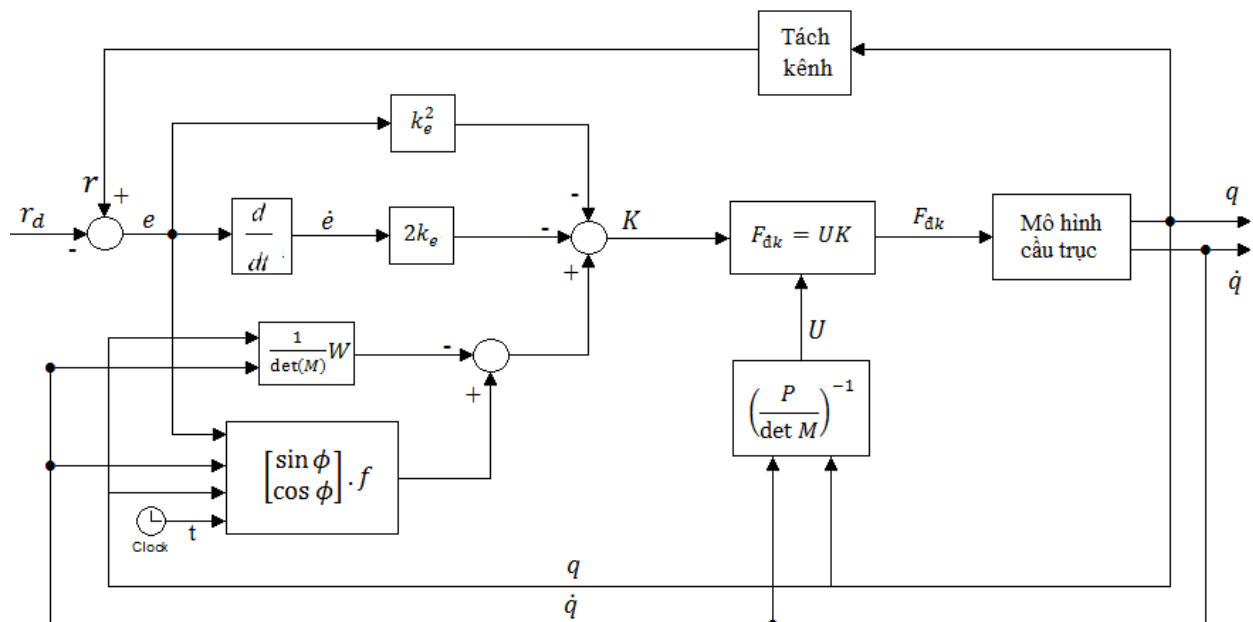 Tách
kênh
k_e^2
r
+
-
r_d
-
e
d
dt
ė
2k_e
-
K
+
F_đk = UK
F_đk
Mô hình
cầu trục
q
q̇
U
1
det(M)
W
-
+
(P / det M)^{-1}
[sin ϕ
cos ϕ] . f
t
Clock
q
q̇